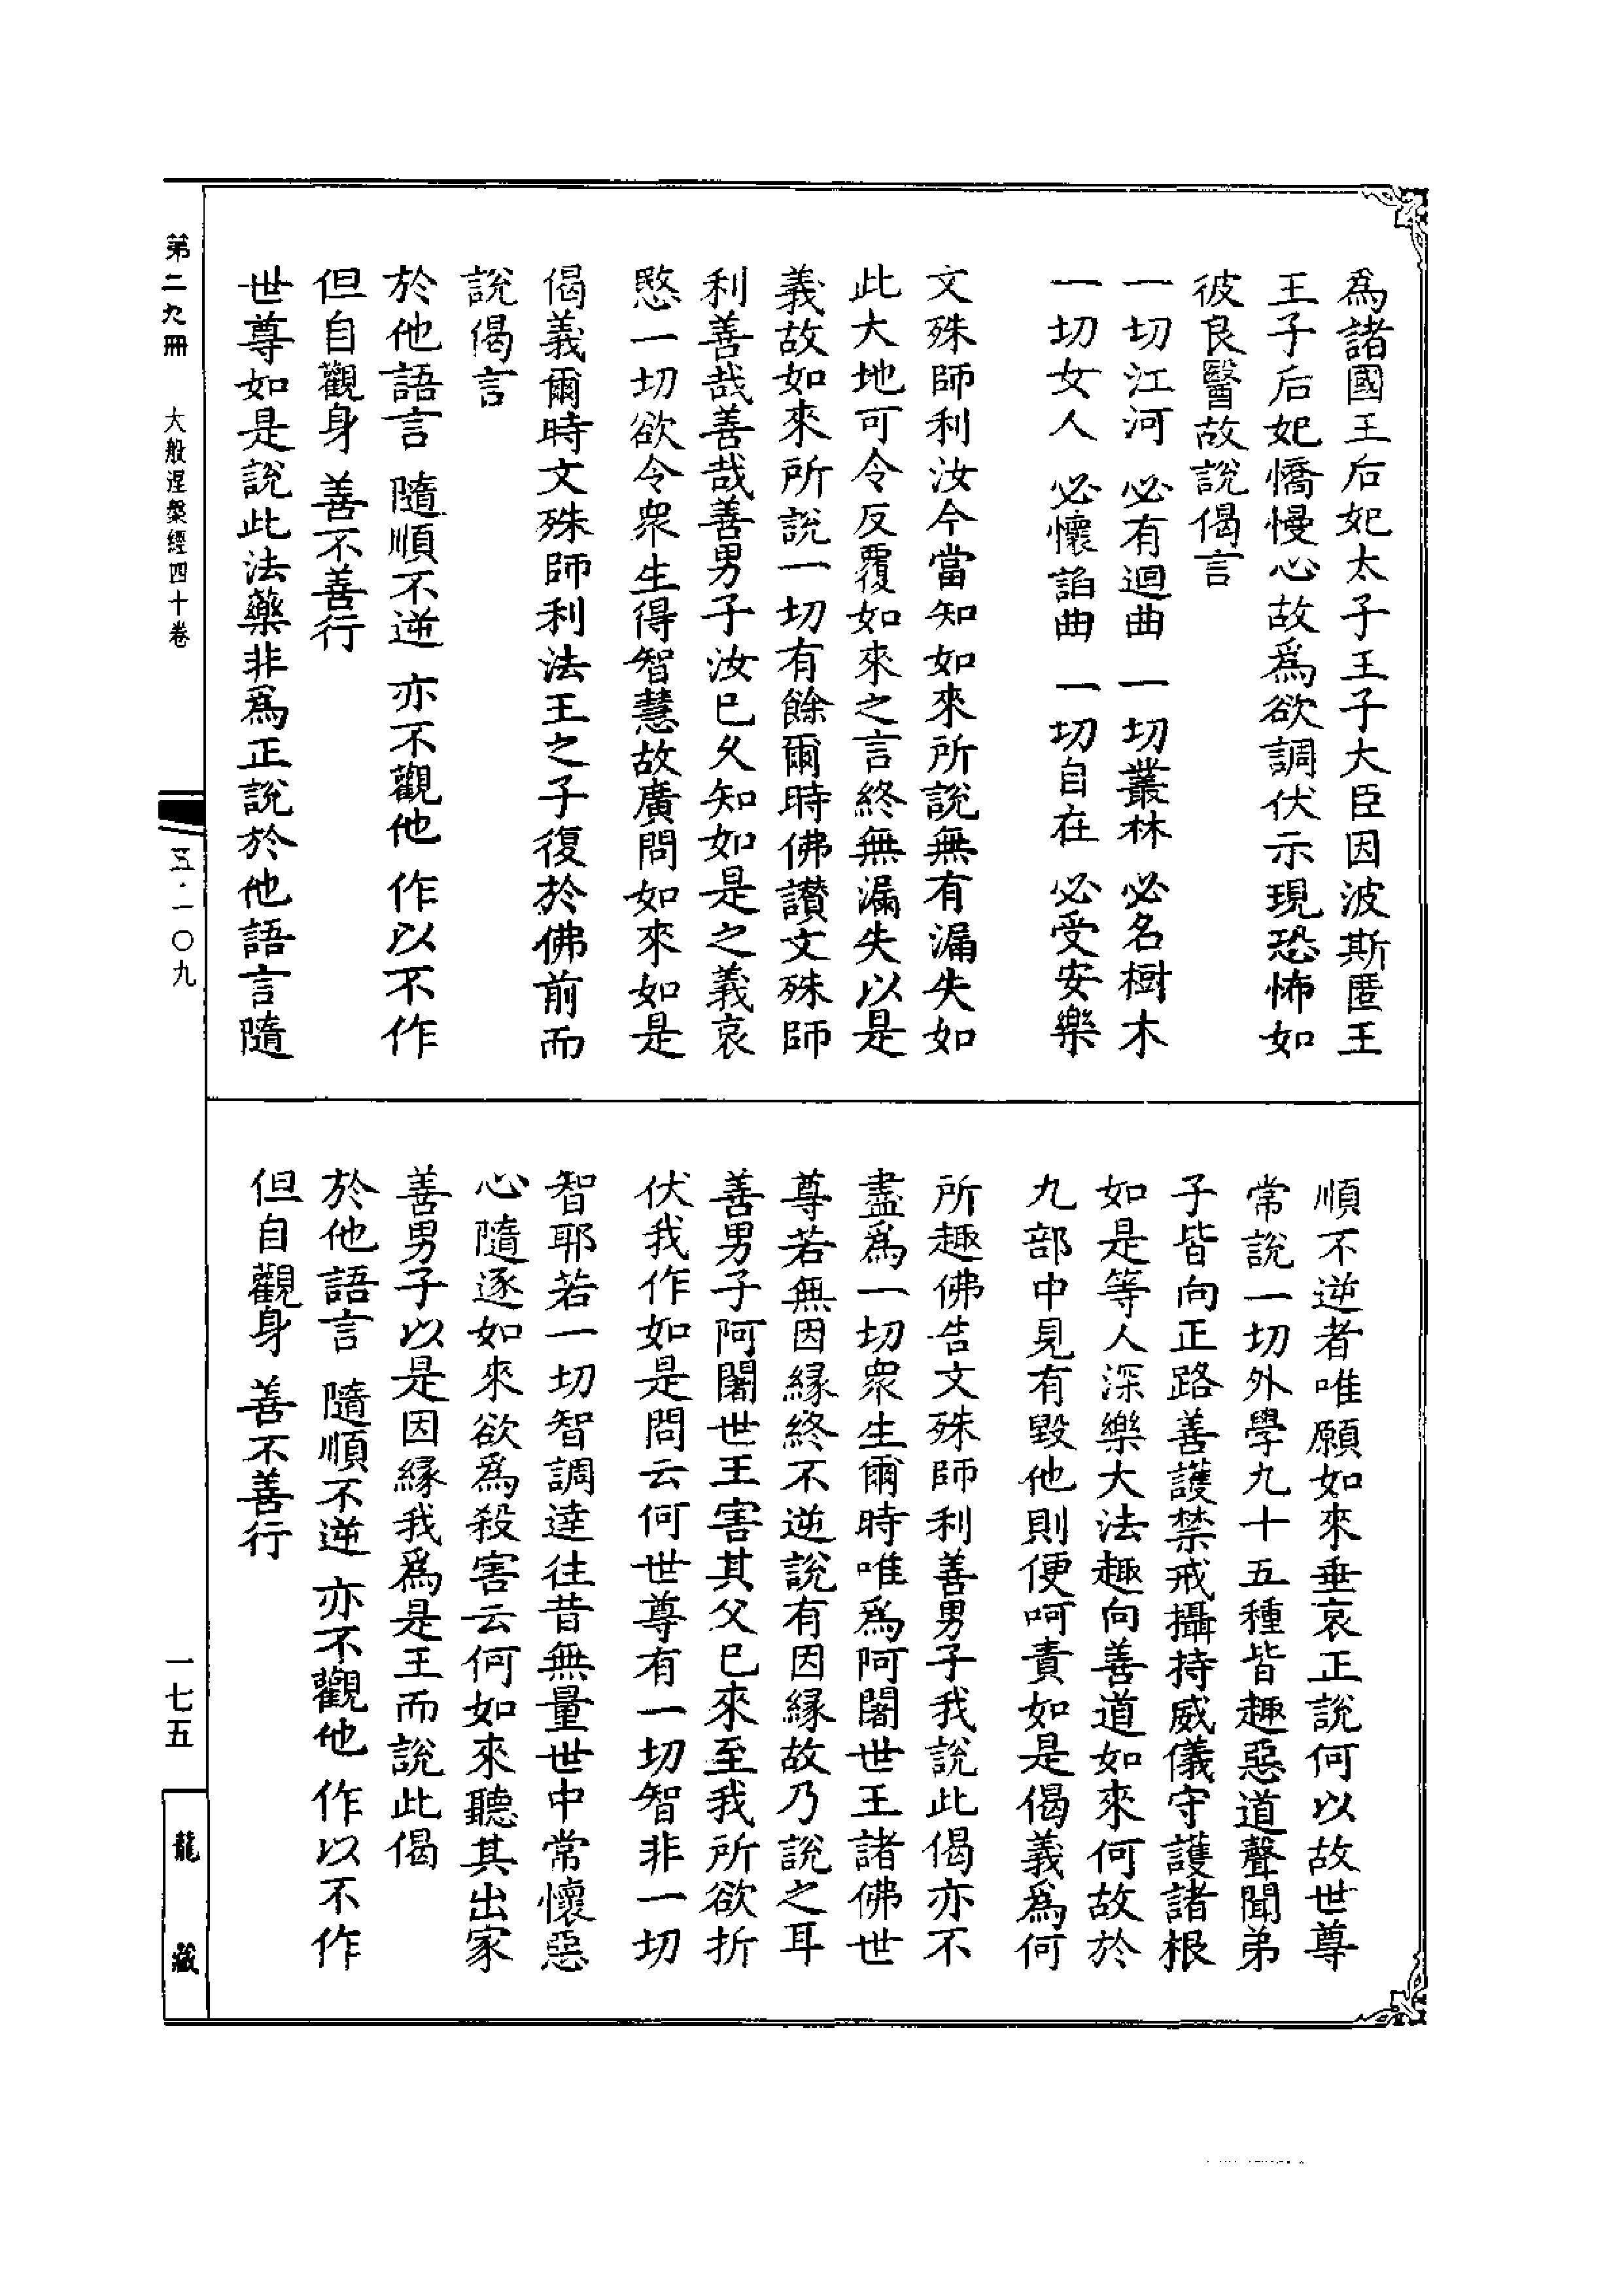 爲諸國王后妃太子王子大臣因波斯匿王
王子后妃憍慢心故爲欲調伏示現恐怖如
彼良醫故說偈言
一切江河 必有迴曲 一切叢林 必名樹木
一切女人 必懷諂曲 一切自在 必受安樂
文殊師利汝今當知如來所說無有漏失如
此大地可令反覆如來之言終無漏失以是
義故如來所說一切有餘爾時佛讚文殊師
利善哉善哉善男子汝已久知如是之義哀
愍一切欲令衆生得智慧故廣問如來如是
偈義爾時文殊師利法王之子復於佛前而
說偈言
於他語言 隨順不逆 亦不觀他 作以不作
但自觀身 善不善行
世尊如是說此法藥非爲正說於他語言隨
順不逆者唯願如來垂哀正說何以故世尊
常說一切外學九十五種皆趣惡道聲聞弟
子皆向正路善護禁戒攝持威儀守護諸根
如是等人深樂大法趣向善道如來何故於
九部中見有毀他則便呵責如是偈義爲何
所趣佛告文殊師利善男子我說此偈亦不
盡爲一切衆生爾時唯爲阿闍世王諸佛世
尊若無因緣終不逆說有因緣故乃說之耳
善男子阿闍世王害其父已來至我所欲折
伏我作如是問云何世尊有一切智非一切
智耶若一切智調達往昔無量世中常懷惡
心隨逐如來欲爲殺害云何如來聽其出家
善男子以是因緣我爲是王而說此偈
於他語言 隨順不逆 亦不觀他 作以不作
但自觀身 善不善行
第二九冊 大般涅槃經四十卷
五·一〇九
一七五
龍藏